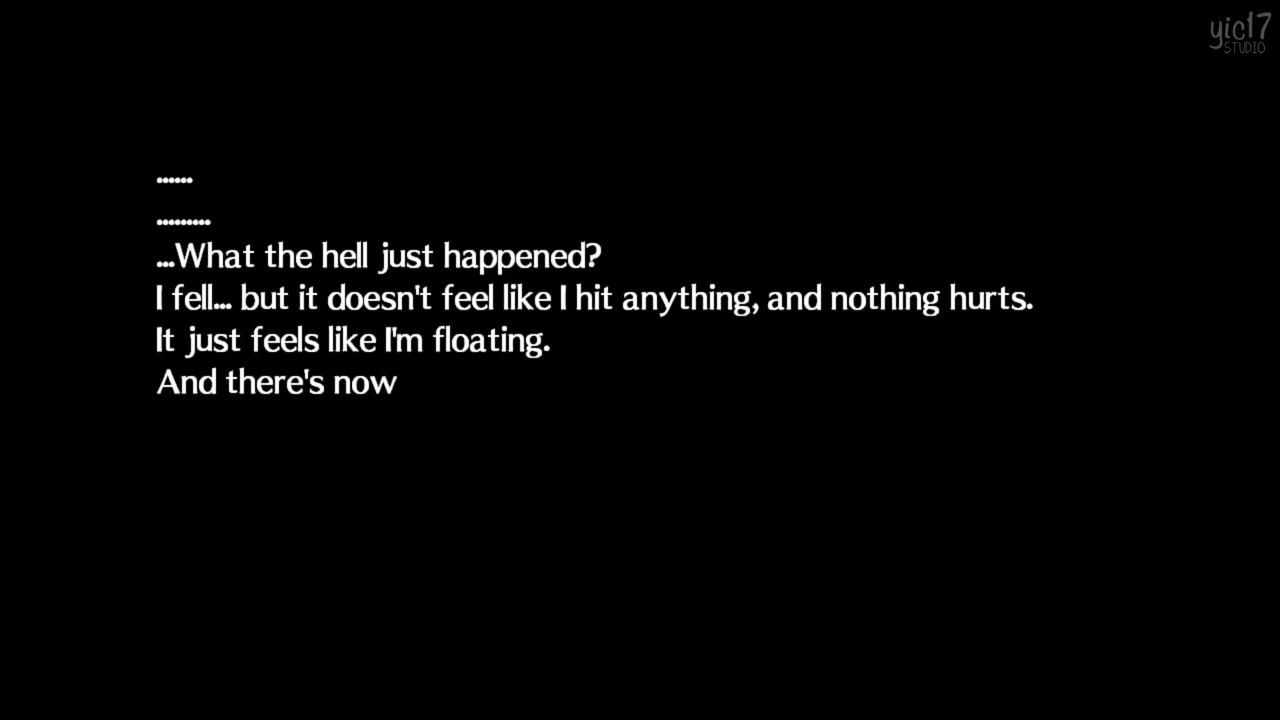 yic17
STUDIO
......
.........
...What the hell just happened?
I fell... but it doesn't feel like I hit anything, and nothing hurts.
It just feels like I'm floating.
And there's now